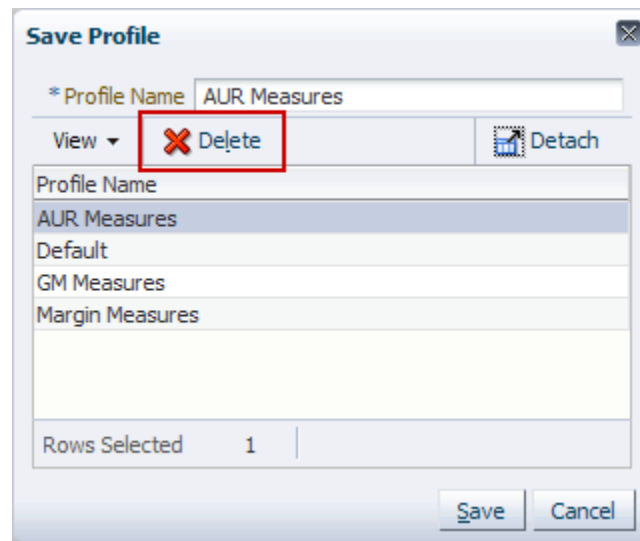 Save Profile
* Profile Name AUR Measures
View Delete Detach
Profile Name
AUR Measures
Default
GM Measures
Margin Measures
Rows Selected 1
Save Cancel